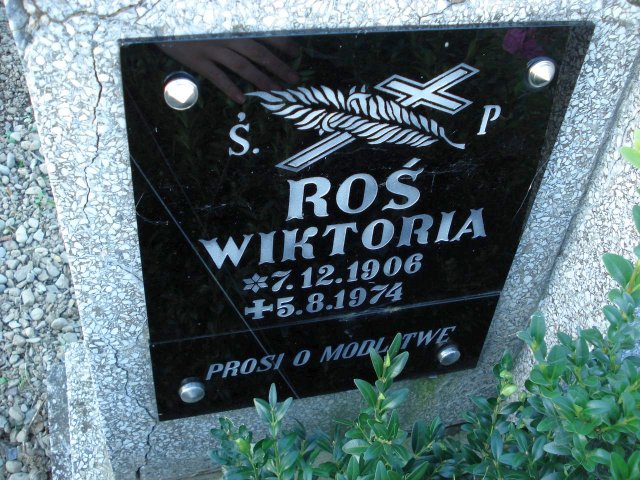 Ś. P
ROŚ
WIKTORIA
*7.12.1906
+5.8.1974
PROSI O MODLITWĘ